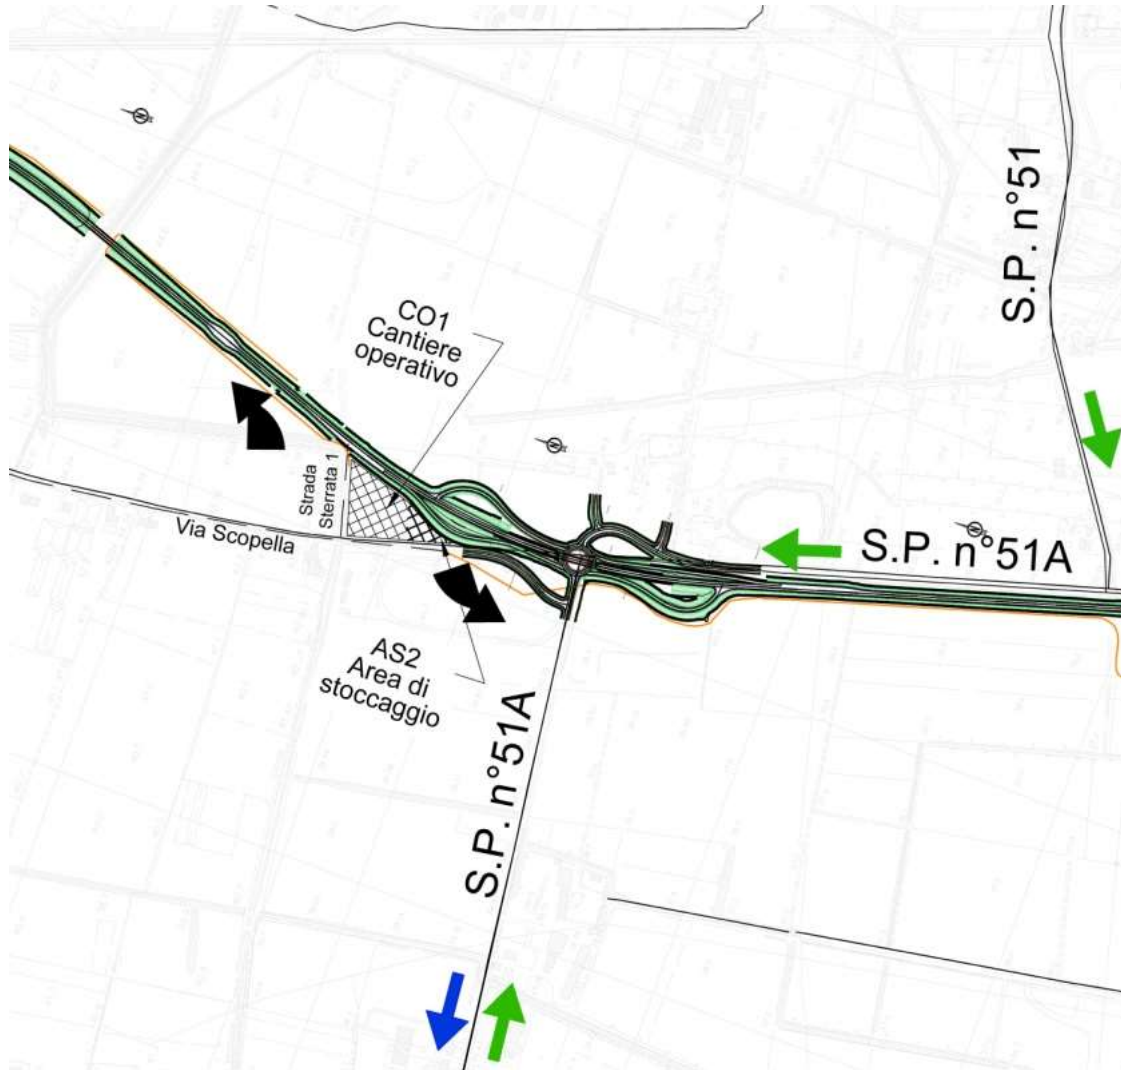 S.P. n°51
CO1
Cantiere
operativo
Strada
Sterrata 1
Via Scopella
S.P. n°51A
AS2
Area di
stoccaggio
S.P. n°51A